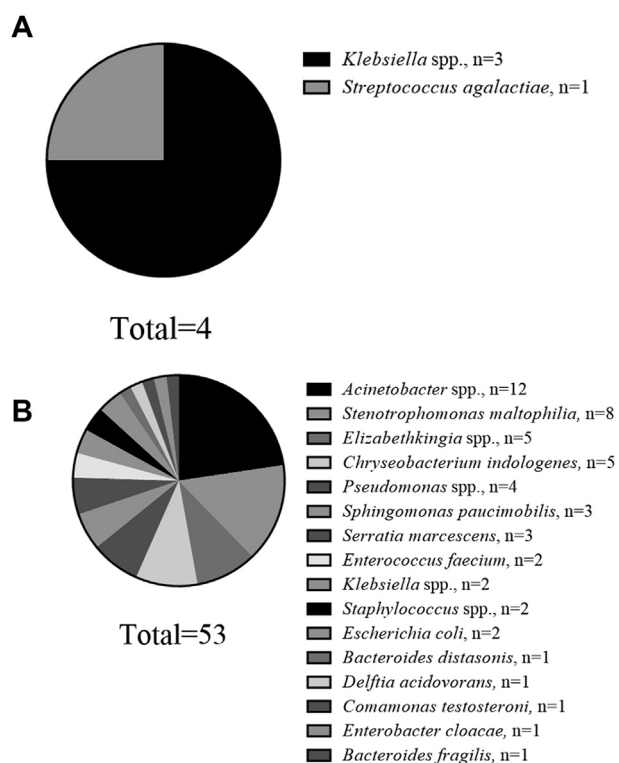 A
Klebsiella spp., n=3
Streptococcus agalactiae, n=1
Total=4
B
Acinetobacter spp., n=12
Stenotrophomonas maltophilia, n=8
Elizabethkingia spp., n=5
Chryseobacterium indologenes, n=5
Pseudomonas spp., n=4
Sphingomonas paucimobilis, n=3
Serratia marcescens, n=3
Enterococcus faecium, n=2
Klebsiella spp., n=2
Staphylococcus spp., n=2
Escherichia coli, n=2
Bacteroides distasonis, n=1
Delftia acidovorans, n=1
Comamonas testosteroni, n=1
Enterobacter cloacae, n=1
Bacteroides fragilis, n=1
Total=53